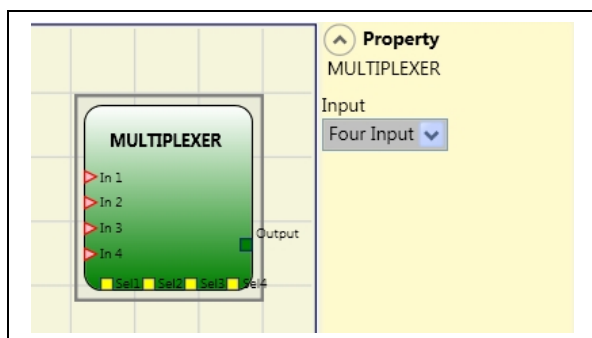 MULTIPLEXER
In 1
In 2
In 3
In 4
Output
Sel1 Sel2 Sel3 Sel4
Property
MULTIPLEXER
Input
Four Input